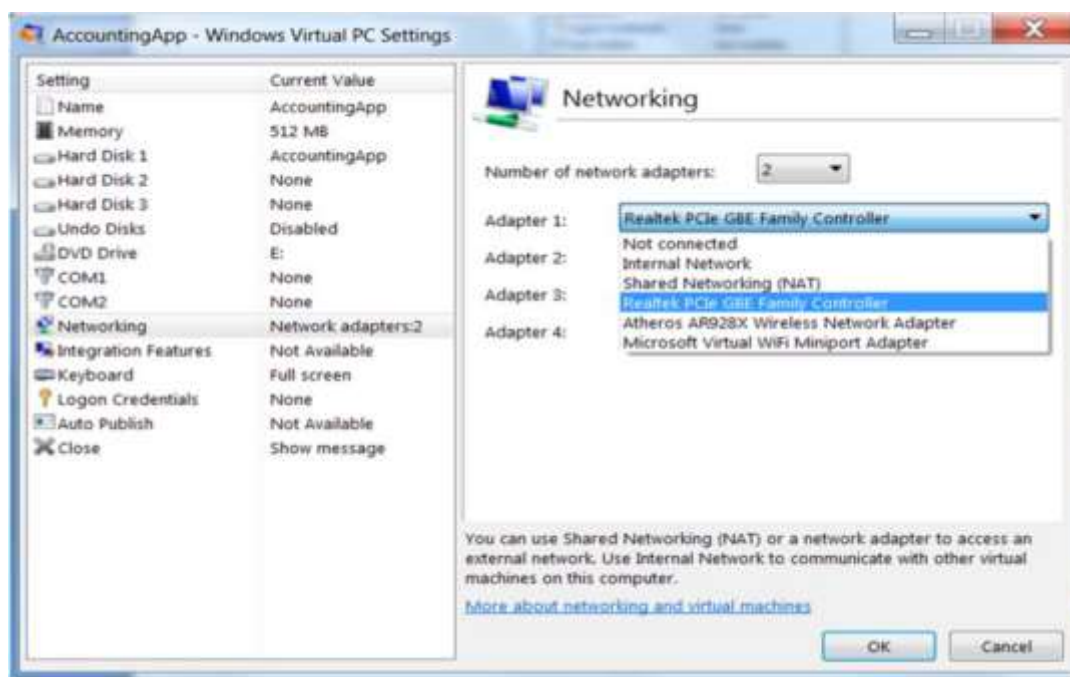 AccountingApp - Windows Virtual PC Settings
Setting Current Value
Name AccountingApp
Memory 512 MB
Hard Disk 1 AccountingApp
Hard Disk 2 None
Hard Disk 3 None
Undo Disks Disabled
DVD Drive E:
COM1 None
COM2 None
Networking Network adapters:2
Integration Features Not Available
Keyboard Full screen
Logon Credentials None
Auto Publish Not Available
Close Show message
Networking
Number of network adapters: 2
Adapter 1: Realtek PCIe GBE Family Controller
Not connected
Adapter 2: Internal Network
Shared Networking (NAT)
Adapter 3: Realtek PCIe GBE Family Controller
Atheros AR928X Wireless Network Adapter
Adapter 4: Microsoft Virtual WiFi Miniport Adapter
You can use Shared Networking (NAT) or a network adapter to access an
external network. Use Internal Network to communicate with other virtual
machines on this computer.
More about networking and virtual machines
OK Cancel